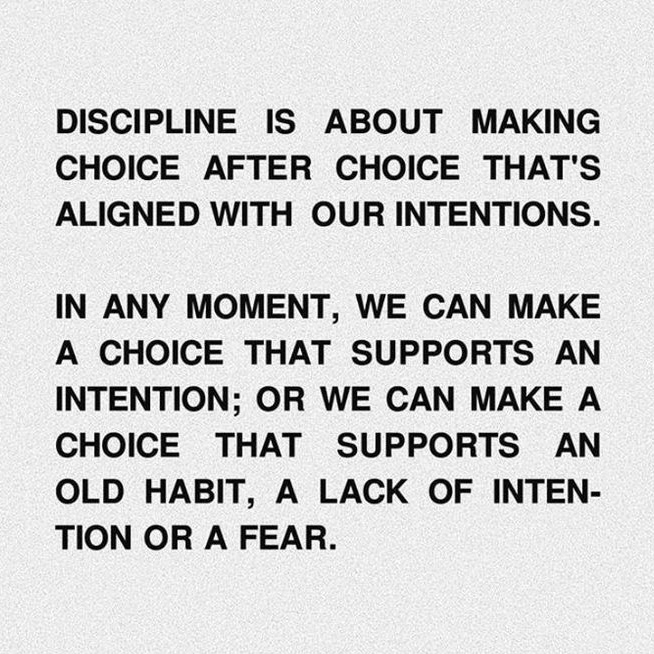 DISCIPLINE IS ABOUT MAKING
CHOICE AFTER CHOICE THAT'S
ALIGNED WITH OUR INTENTIONS.
IN ANY MOMENT, WE CAN MAKE
A CHOICE THAT SUPPORTS AN
INTENTION; OR WE CAN MAKE A
CHOICE THAT SUPPORTS AN
OLD HABIT, A LACK OF INTEN-
TION OR A FEAR.